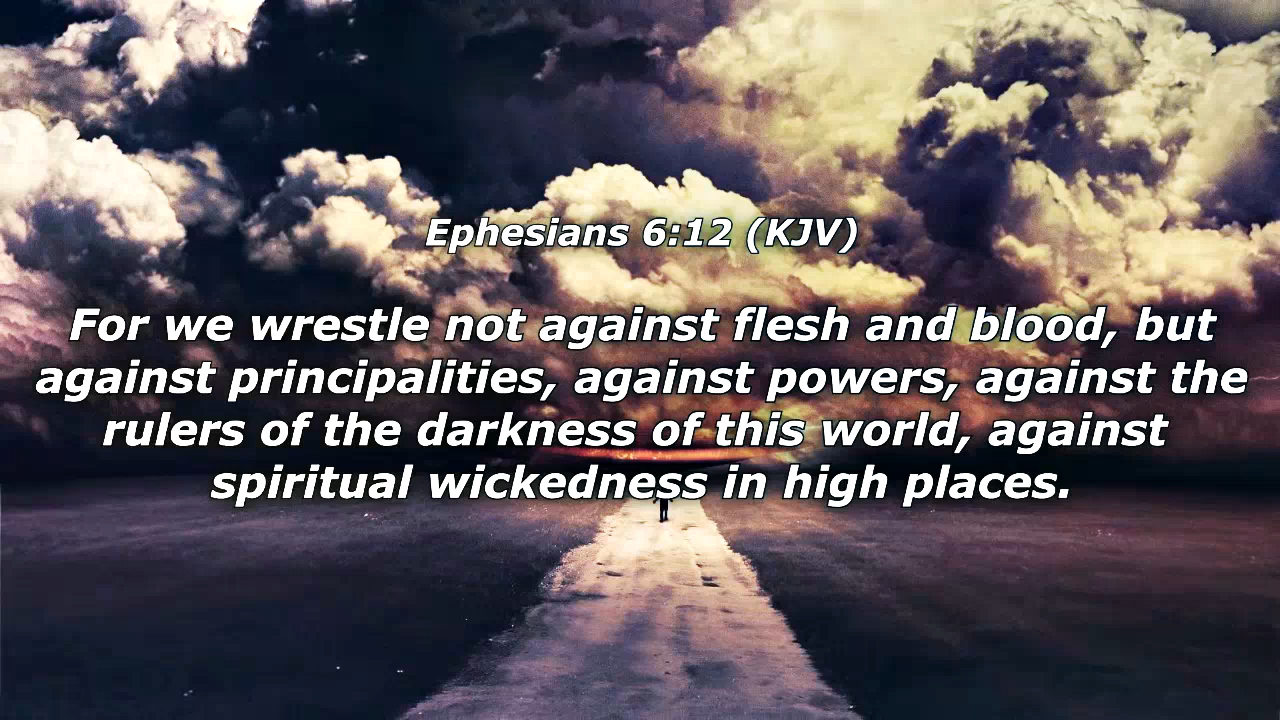 Ephesians 6:12 (KJV)
For we wrestle not against flesh and blood, but
against principalities, against powers, against the
rulers of the darkness of this world, against
spiritual wickedness in high places.